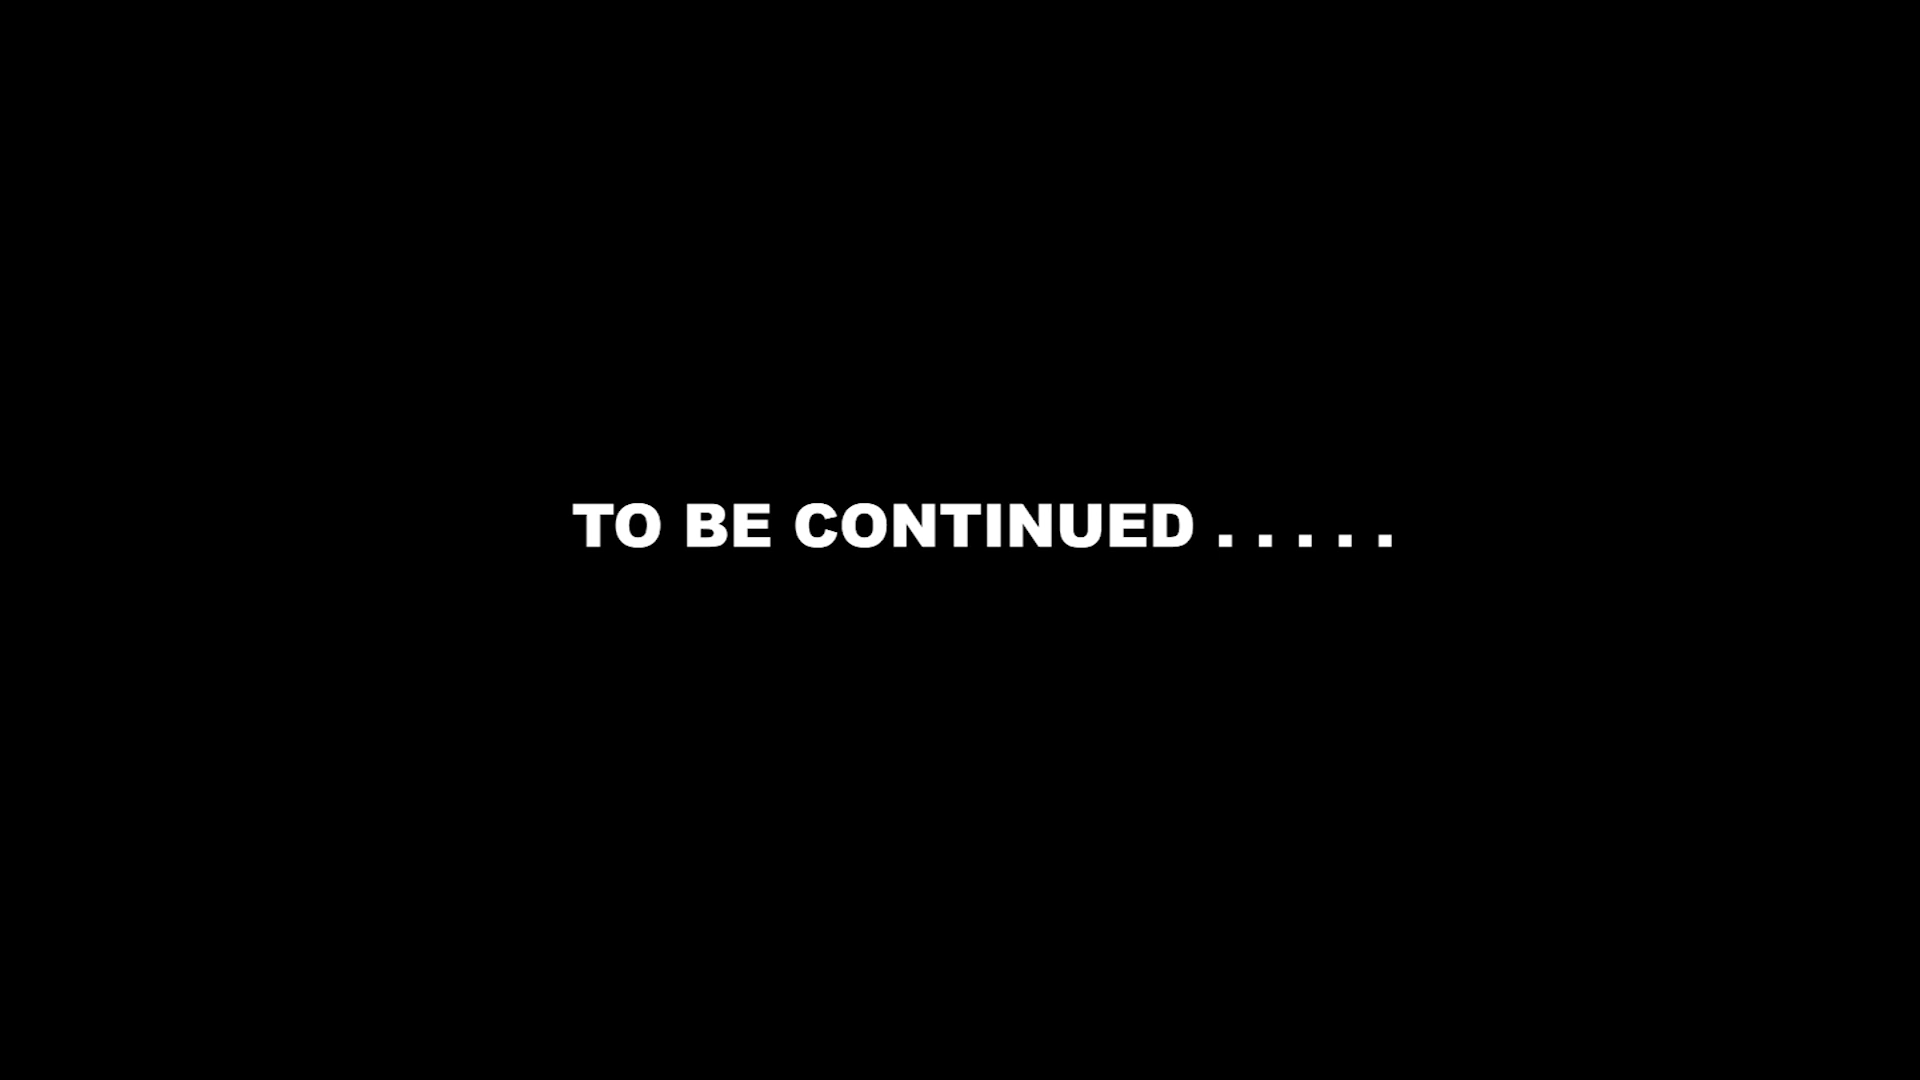 TO BE CONTINUED . . . . .